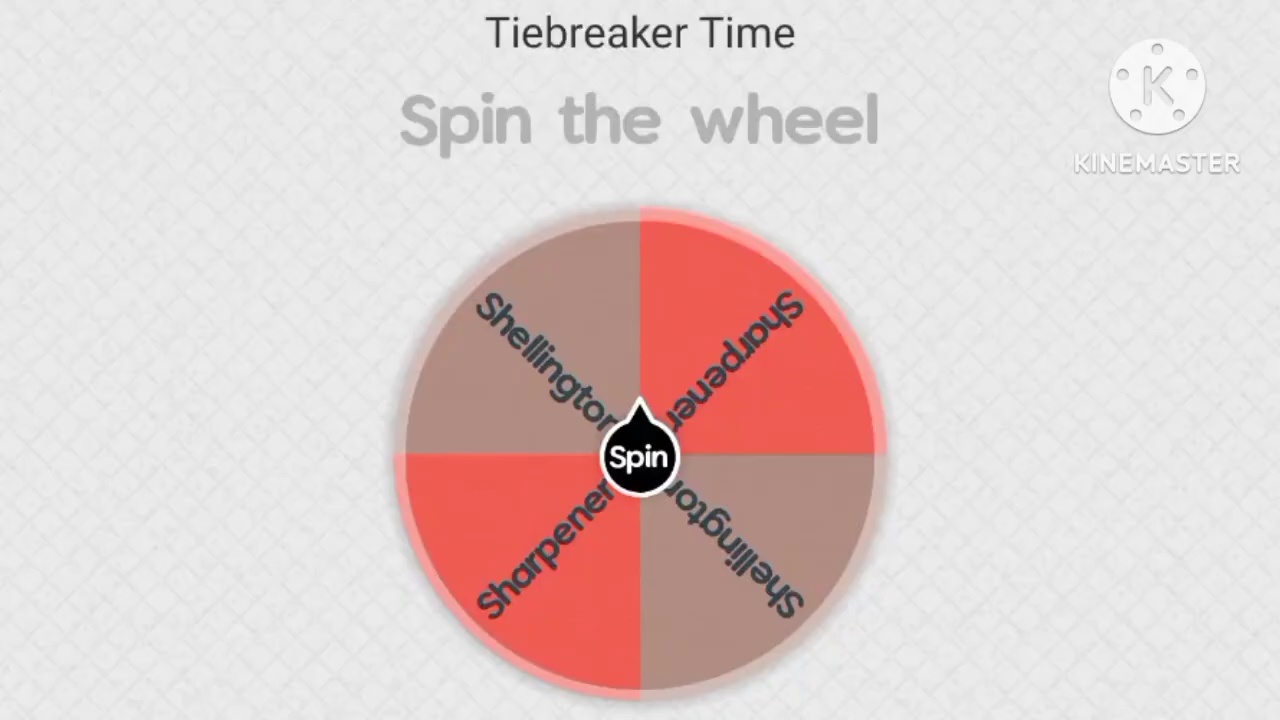 Tiebreaker Time
Spin the wheel
K
KINEMASTER
Shellington
Sharpener
Spin
Sharpener
Shellington